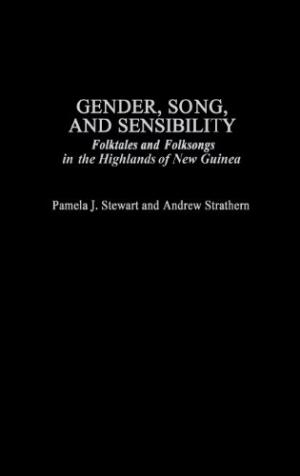 GENDER, SONG,
AND SENSIBILITY
Folktales and Folksongs
in the Highlands of New Guinea
Pamela J. Stewart and Andrew Strathern